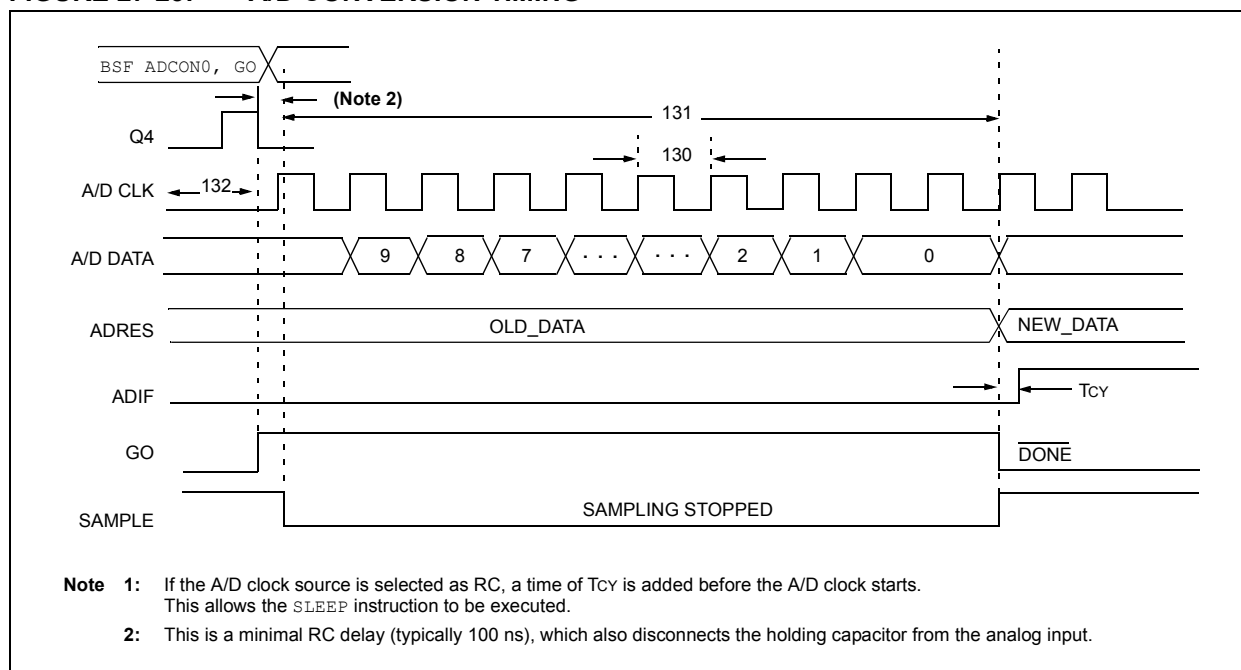 BSF ADCON0, GO
(Note 2)
131
Q4
130
A/D CLK
132
A/D DATA
9 8 7 . . . . . . 2 1 0
ADRES
OLD_DATA
NEW_DATA
ADIF
TCY
GO
DONE
SAMPLE
SAMPLING STOPPED
Note 1: If the A/D clock source is selected as RC, a time of TCY is added before the A/D clock starts.
This allows the SLEEP instruction to be executed.
2: This is a minimal RC delay (typically 100 ns), which also disconnects the holding capacitor from the analog input.